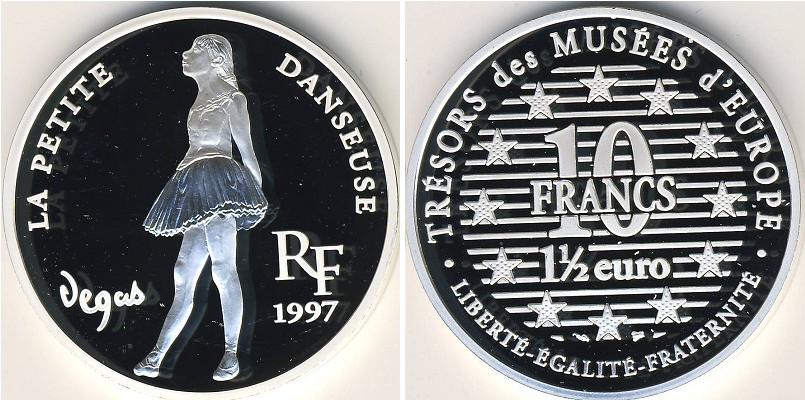 LA PETITE
DANSEUSE
Degas
RF
1997
TRÉSORS des MUSÉES d'EUROPE
10
FRANCS
1½ euro
• LIBERTÉ-ÉGALITÉ-FRATERNITÉ •